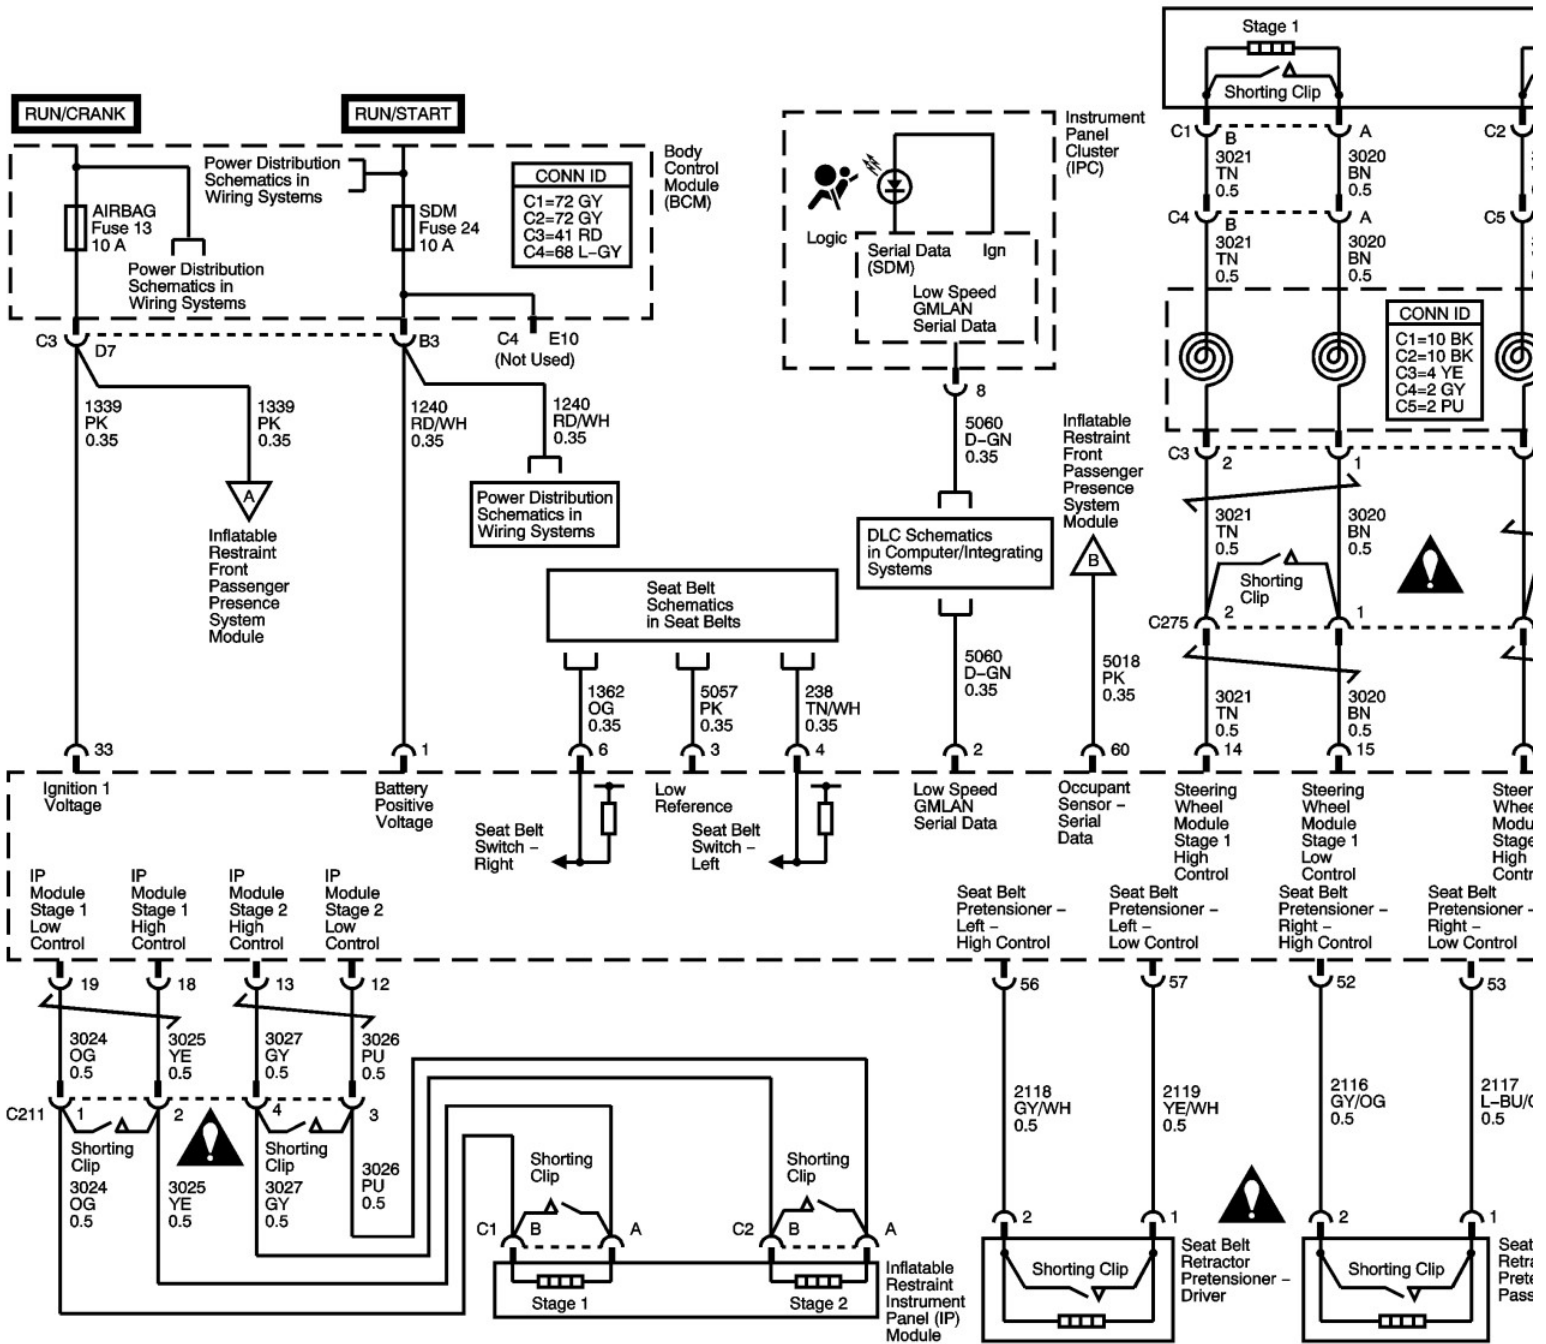 Stage 1
Shorting Clip
RUN/CRANK
RUN/START
Power Distribution
Schematics in
Wiring Systems
AIRBAG
Fuse 13
10 A
Power Distribution
Schematics in
Wiring Systems
SDM
Fuse 24
10 A
CONN ID
C1=72 GY
C2=72 GY
C3=41 RD
C4=68 L-GY
Body
Control
Module
(BCM)
C3
D7
B3
C4
E10
(Not Used)
Logic
Serial Data
(SDM)
Ign
Low Speed
GMLAN
Serial Data
Instrument
Panel
Cluster
(IPC)
8
C1
B
A
C2
3021
TN
0.5
3020
BN
0.5
C4
B
A
C5
3021
TN
0.5
3020
BN
0.5
CONN ID
C1=10 BK
C2=10 BK
C3=4 YE
C4=2 GY
C5=2 PU
C3
2
1
1339
PK
0.35
1339
PK
0.35
A
Inflatable
Restraint
Front
Passenger
Presence
System
Module
1240
RD/WH
0.35
1240
RD/WH
0.35
Power Distribution
Schematics in
Wiring Systems
5060
D-GN
0.35
DLC Schematics
in Computer/Integrating
Systems
5060
D-GN
0.35
Inflatable
Restraint
Front
Passenger
Presence
System
Module
B
5018
PK
0.35
3021
TN
0.5
3020
BN
0.5
Shorting
Clip
C275
2
1
3021
TN
0.5
3020
BN
0.5
Seat Belt
Schematics
in Seat Belts
1362
OG
0.35
5057
PK
0.35
238
TN/WH
0.35
33
1
6
3
4
2
60
14
15
Ignition 1
Voltage
Battery
Positive
Voltage
Seat Belt
Switch –
Right
Low
Reference
Seat Belt
Switch –
Left
Low Speed
GMLAN
Serial Data
Occupant
Sensor –
Serial
Data
Steering
Wheel
Module
Stage 1
High
Control
Steering
Wheel
Module
Stage 1
Low
Control
Steer
Whee
Modu
Stage
High
Contr
IP
Module
Stage 1
Low
Control
IP
Module
Stage 1
High
Control
IP
Module
Stage 2
High
Control
IP
Module
Stage 2
Low
Control
Seat Belt
Pretensioner –
Left –
High Control
Seat Belt
Pretensioner –
Left –
Low Control
Seat Belt
Pretensioner –
Right –
High Control
Seat Belt
Pretensioner –
Right –
Low Control
19
18
13
12
56
57
52
53
3024
OG
0.5
3025
YE
0.5
3027
GY
0.5
3026
PU
0.5
C211
1
2
4
3
Shorting
Clip
Shorting
Clip
3024
OG
0.5
3025
YE
0.5
3027
GY
0.5
3026
PU
0.5
Shorting
Clip
Shorting
Clip
C1
B
A
C2
B
A
Stage 1
Stage 2
Inflatable
Restraint
Instrument
Panel (IP)
Module
2118
GY/WH
0.5
2119
YE/WH
0.5
2116
GY/OG
0.5
2117
L-BU/
0.5
2
1
2
1
Shorting Clip
Seat Belt
Retractor
Pretensioner –
Driver
Shorting Clip
Seat
Retra
Prete
Pass